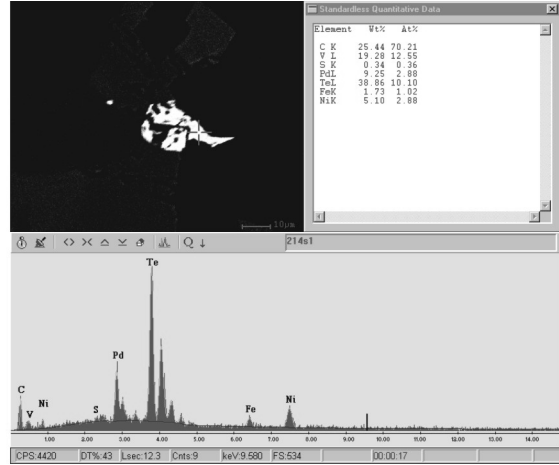 Standardless Quantitative Data
Element Wt% At%
C K 25.44 70.21
V L 19.28 12.55
S K 0.34 0.36
PdL 9.25 2.88
TeL 38.86 10.10
FeK 1.73 1.02
NiK 5.10 2.88
10µm
Q 214s1
Te
Pd
C
V
Ni
S
Fe
Ni
1.00 2.00 3.00 4.00 5.00 6.00 7.00 8.00 9.00 10.00 11.00 12.00 13.00 14.00
CPS:4420 DT%:43 Lsec:12.3 Cnts:9 keV:9.580 FS:534 00:00:17